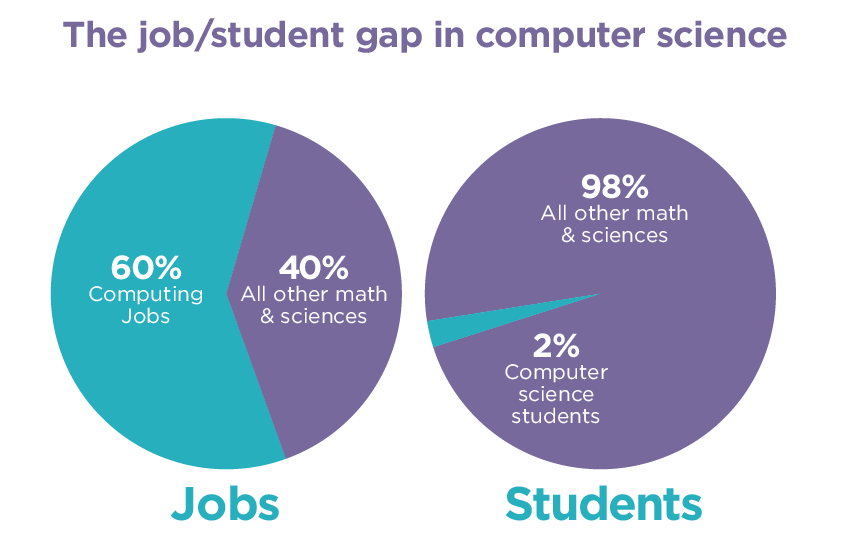 The job/student gap in computer science
60%
Computing
Jobs
40%
All other math
& sciences
98%
All other math
& sciences
2%
Computer
science
students
Jobs
Students